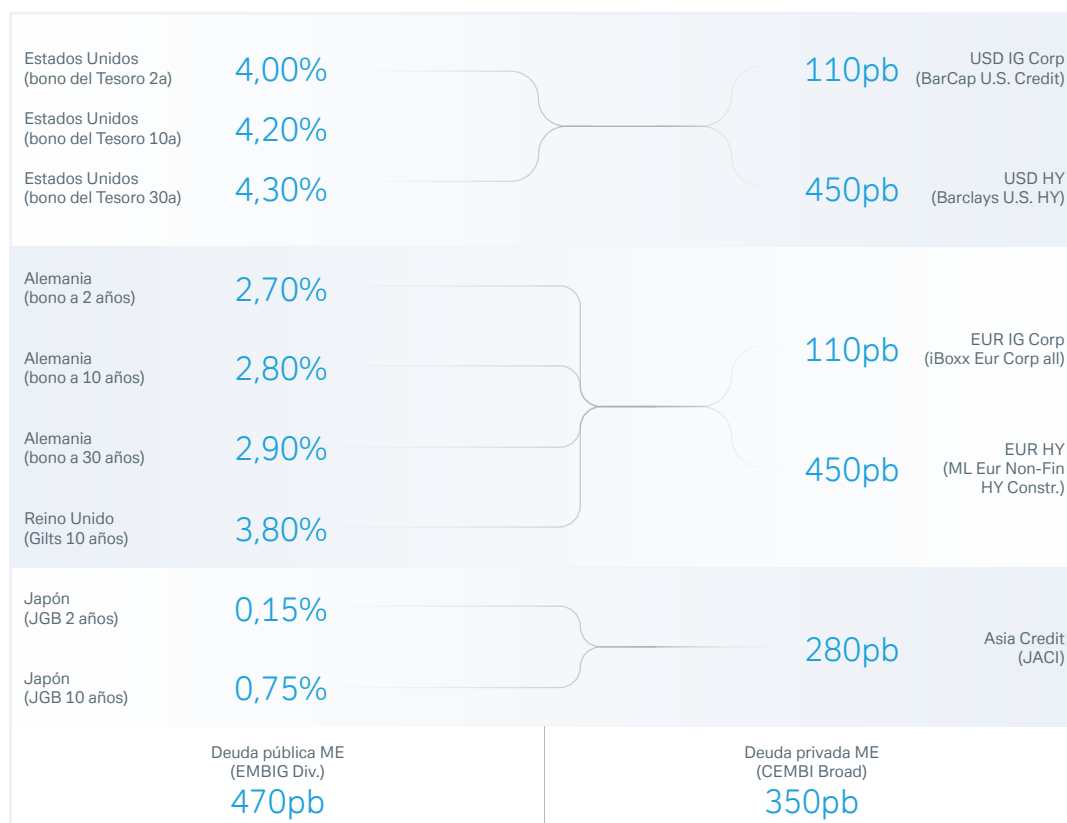 Estados Unidos
(bono del Tesoro 2a)
4,00%
110pb
USD IG Corp
(BarCap U.S. Credit)
Estados Unidos
(bono del Tesoro 10a)
4,20%
Estados Unidos
(bono del Tesoro 30a)
4,30%
450pb
USD HY
(Barclays U.S. HY)
Alemania
(bono a 2 años)
2,70%
Alemania
(bono a 10 años)
2,80%
110pb
EUR IG Corp
(iBoxx Eur Corp all)
Alemania
(bono a 30 años)
2,90%
450pb
EUR HY
(ML Eur Non-Fin
HY Constr.)
Reino Unido
(Gilts 10 años)
3,80%
Japón
(JGB 2 años)
0,15%
280pb
Asia Credit
(JACI)
Japón
(JGB 10 años)
0,75%
Deuda pública ME
(EMBIG Div.)
470pb
Deuda privada ME
(CEMBI Broad)
350pb